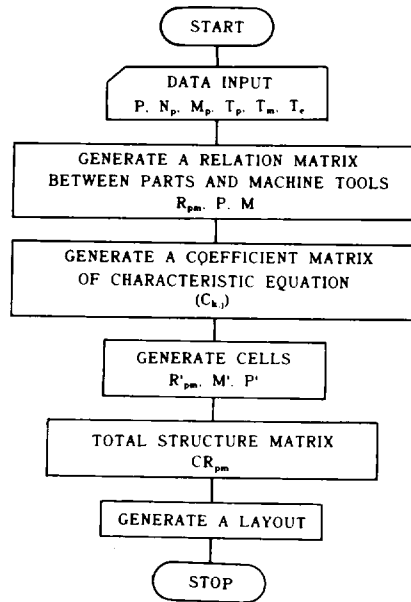 START
DATA INPUT
P. Nₚ. Mₚ. Tₚ. Tₘ. Tₑ
GENERATE A RELATION MATRIX
BETWEEN PARTS AND MACHINE TOOLS
Rₚₘ. P. M
GENERATE A COEFFICIENT MATRIX
OF CHARACTERISTIC EQUATION
(Cₖ.ⱼ)
GENERATE CELLS
R'ₚₘ. M'. P'
TOTAL STRUCTURE MATRIX
CRₚₘ
GENERATE A LAYOUT
STOP